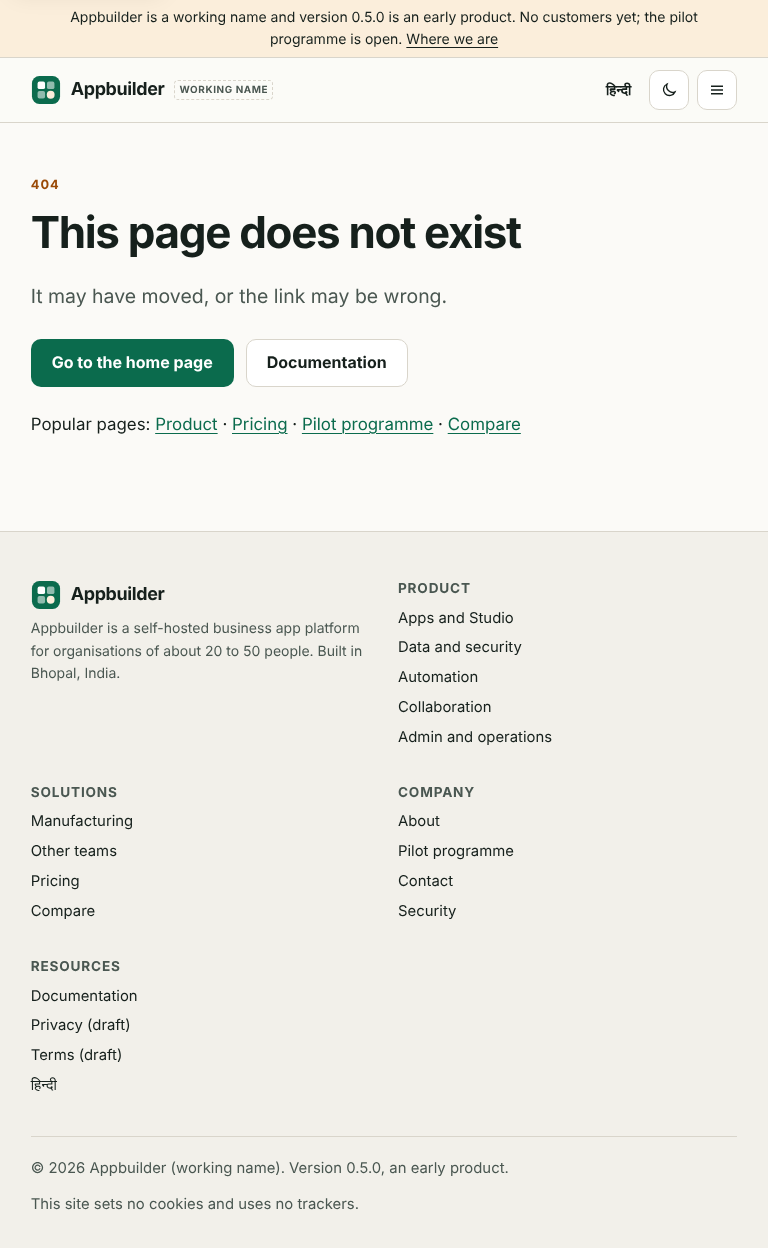 Appbuilder is a working name and version 0.5.0 is an early product. No customers yet; the pilot
programme is open. Where we are
Appbuilder WORKING NAME हिन्दी
404
This page does not exist
It may have moved, or the link may be wrong.
Go to the home page Documentation
Popular pages: Product · Pricing · Pilot programme · Compare
Appbuilder
Appbuilder is a self-hosted business app platform
for organisations of about 20 to 50 people. Built in
Bhopal, India.
PRODUCT
Apps and Studio
Data and security
Automation
Collaboration
Admin and operations
SOLUTIONS
Manufacturing
Other teams
Pricing
Compare
COMPANY
About
Pilot programme
Contact
Security
RESOURCES
Documentation
Privacy (draft)
Terms (draft)
हिन्दी
© 2026 Appbuilder (working name). Version 0.5.0, an early product.
This site sets no cookies and uses no trackers.